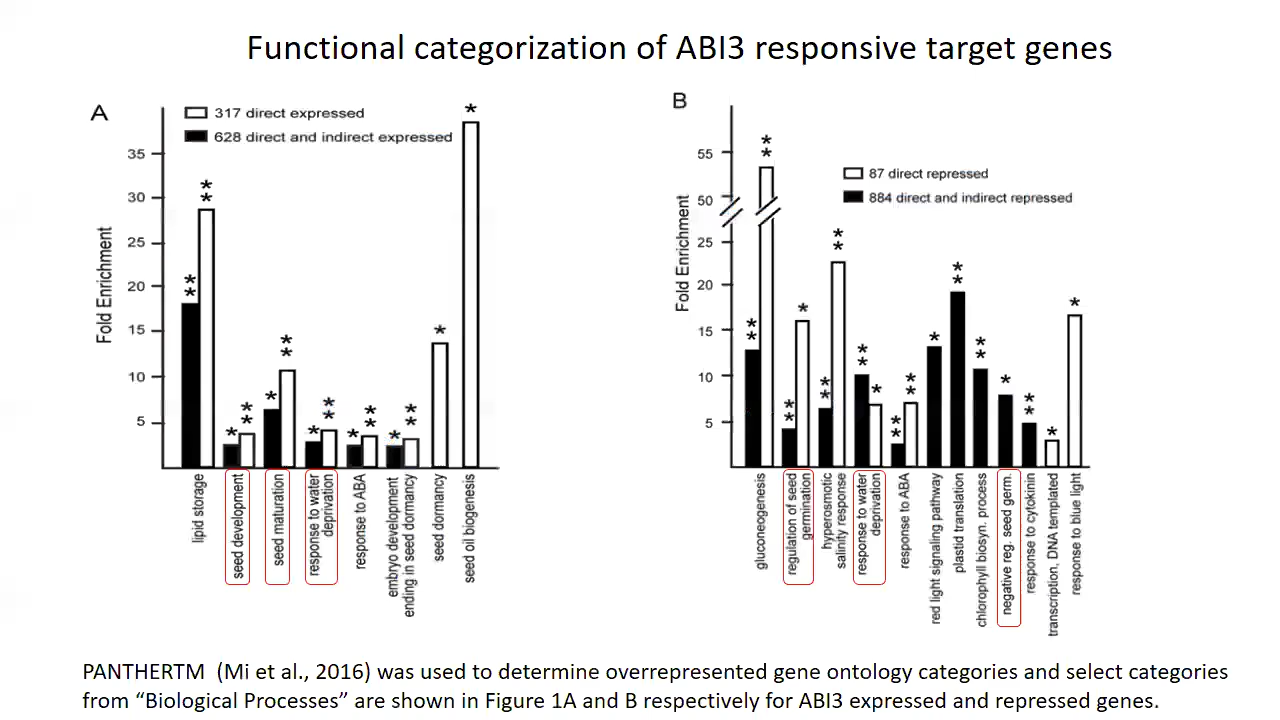 Functional categorization of ABI3 responsive target genes
A
317 direct expressed
628 direct and indirect expressed
Fold Enrichment
35
30
25
20
15
10
5
* *
* *
*
* *
*
* *
*
* *
*
* *
*
* *
*
*
lipid storage
seed development
seed maturation
response to water
deprivation
response to ABA
embryo development
ending in seed dormancy
seed dormancy
seed oil biogenesis
B
87 direct repressed
884 direct and indirect repressed
Fold Enrichment
55
50
25
20
15
10
5
* *
* *
* *
*
* *
* *
* *
*
* *
* *
*
* *
* *
*
* *
*
*
gluconeogenesis
regulation of seed
germination
hyperosmotic
salinity response
response to water
deprivation
response to ABA
red light signaling pathway
plastid translation
chlorophyll biosyn. process
negative reg. seed germ.
response to cytokinin
transcription, DNA templated
response to blue light
PANTHERTM (Mi et al., 2016) was used to determine overrepresented gene ontology categories and select categories
from “Biological Processes” are shown in Figure 1A and B respectively for ABI3 expressed and repressed genes.